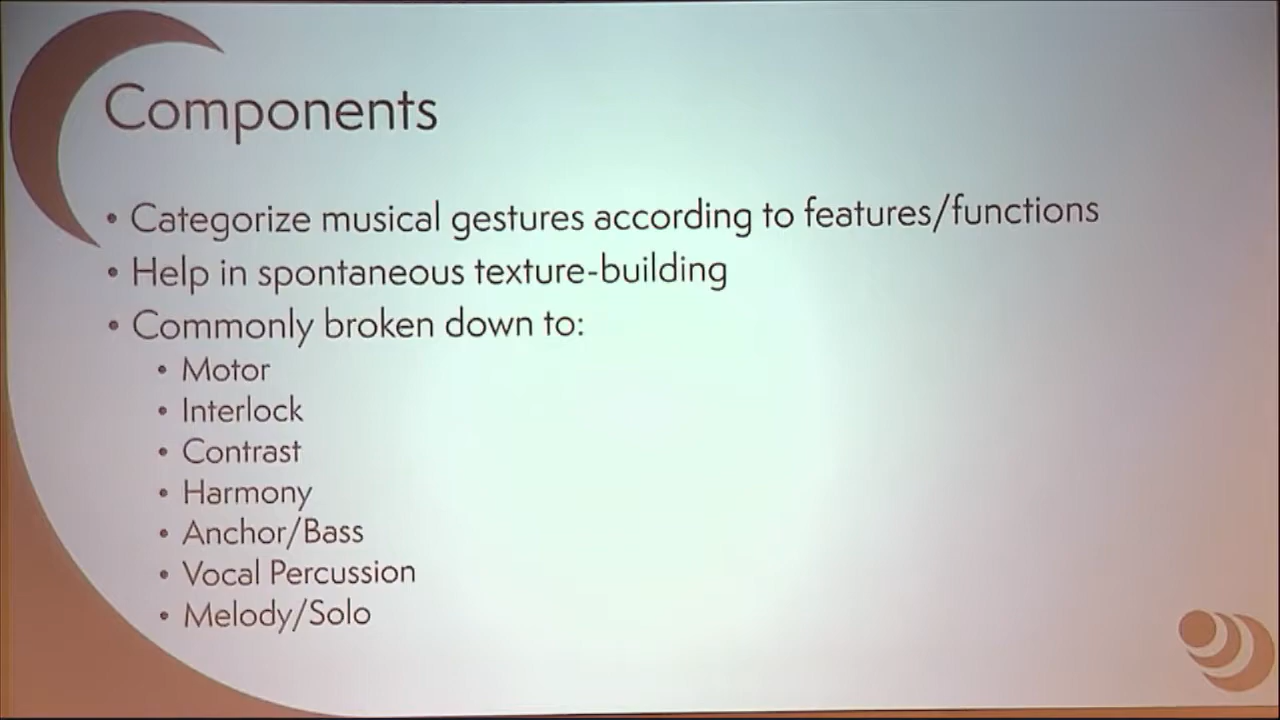 Components
• Categorize musical gestures according to features/functions
• Help in spontaneous texture-building
• Commonly broken down to:
• Motor
• Interlock
• Contrast
• Harmony
• Anchor/Bass
• Vocal Percussion
• Melody/Solo